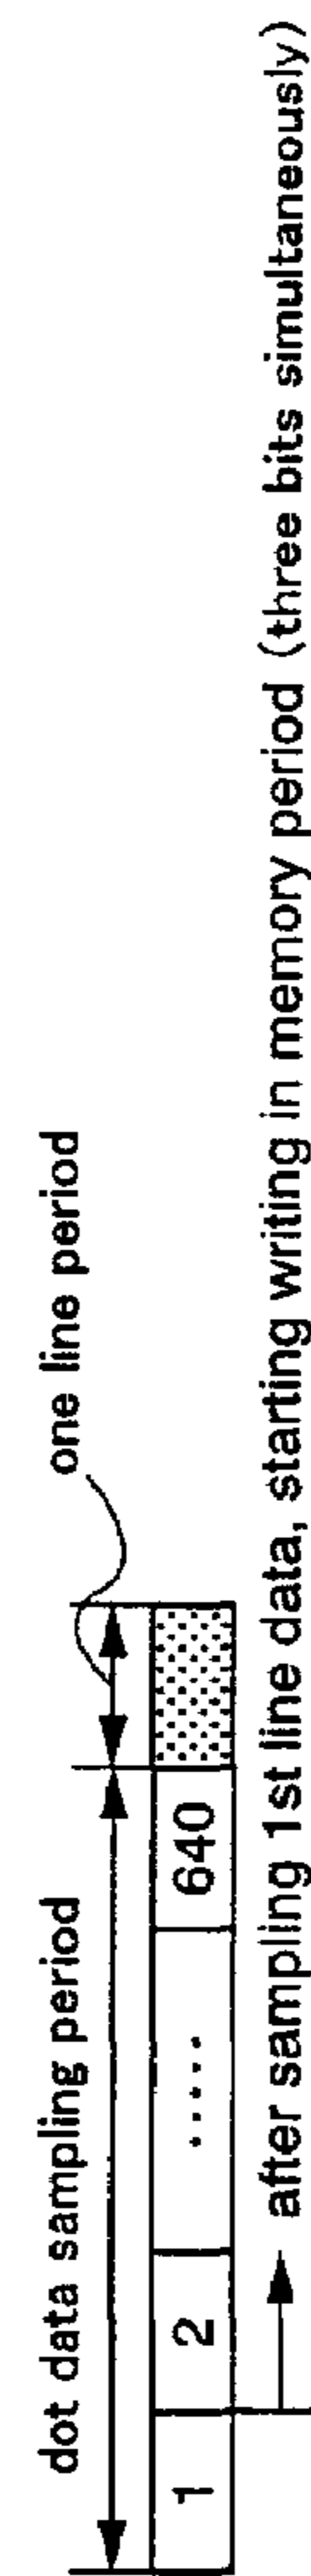 dot data sampling period
one line period
1 2 ..... 640
after sampling 1st line data, starting writing in memory period (three bits simultaneously)